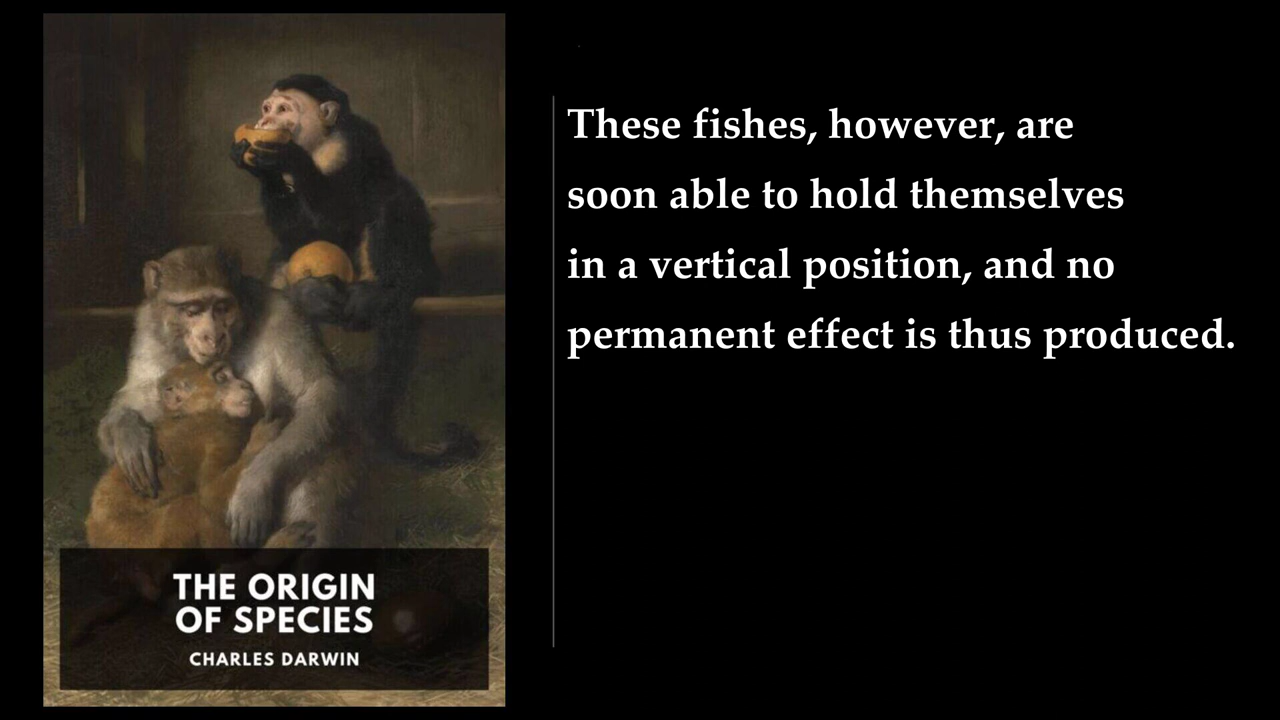 These fishes, however, are
soon able to hold themselves
in a vertical position, and no
permanent effect is thus produced.
THE ORIGIN
OF SPECIES
CHARLES DARWIN